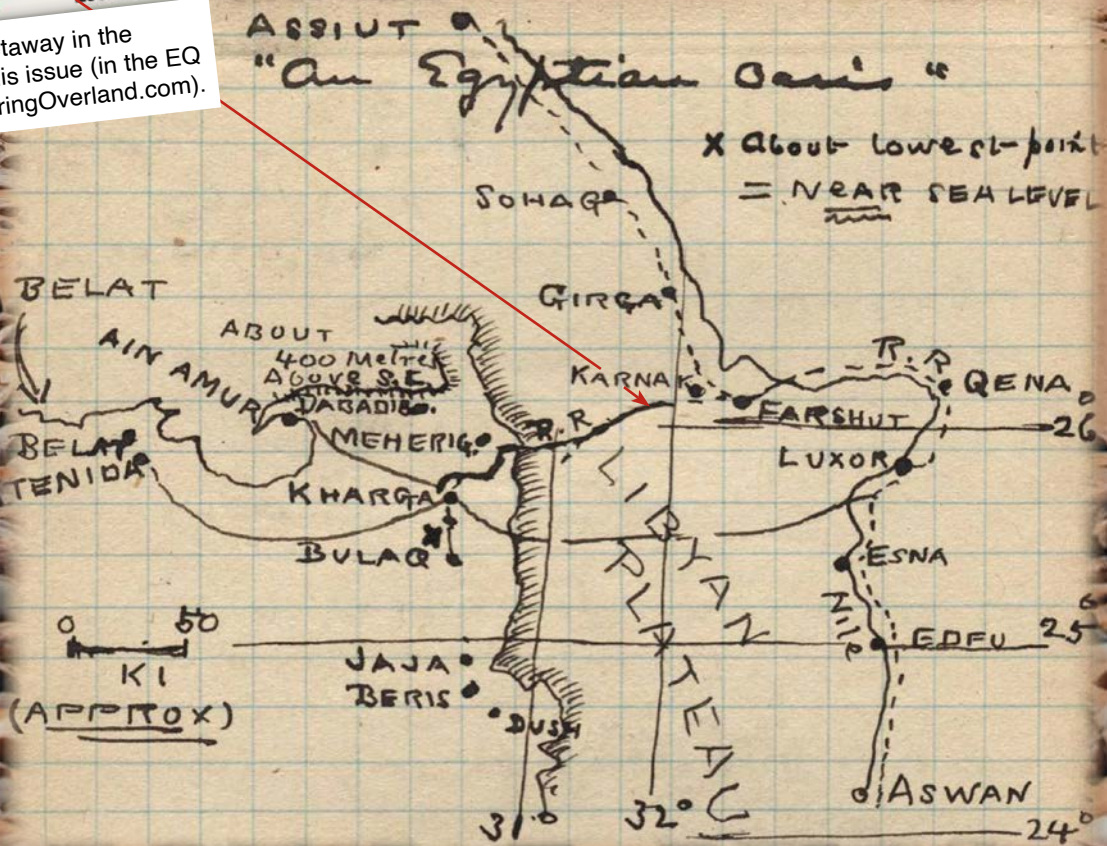 taway in the
is issue (in the EQ
ringOverland.com).
ASSIUT
"An Egyptian Oasis"
X About lowest point
= NEAR SEA LEVEL
SOHAG
BELAT
GIRGA
ABOUT
400 Metres
Above S.E.
AIN AMUR
DABADIB
KARNAK
R.R
QENA
FARSHUT
26°
MEHERIG
R.R
BELAT
TENIDA
LUXOR
KHARGA
X
BULAQ
LIBYAN
PLATEAU
ESNA
Nile
0 50
KI
(APPROX)
EDFU
25°
JAJA
BERIS
DUSH
ASWAN
31°
32°
24°